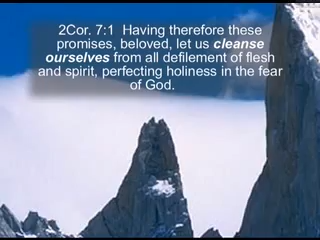 2Cor. 7:1  Having therefore these
promises, beloved, let us cleanse
ourselves from all defilement of flesh
and spirit, perfecting holiness in the fear
of God.